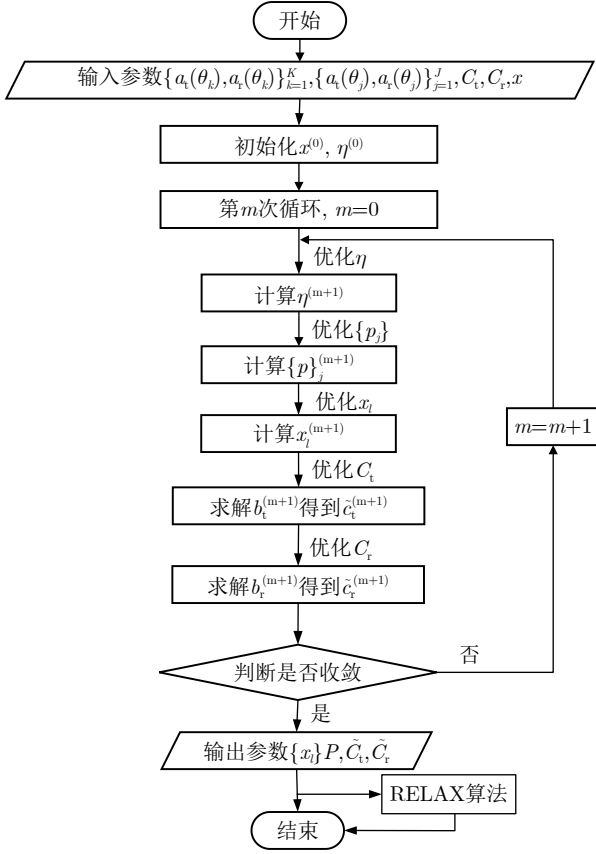 开始
输入参数{a_t(θ_k),a_r(θ_k)}_{k=1}^{K},{a_t(θ_j),a_r(θ_j)}_{j=1}^{J},C_t,C_r,x
初始化x^{(0)}, η^{(0)}
第m次循环, m=0
优化η
计算η^{(m+1)}
优化{p_j}
计算{p}_j^{(m+1)}
优化x_l
计算x_l^{(m+1)}
m=m+1
优化C_t
求解b_t^{(m+1)}得到c̃_t^{(m+1)}
优化C_r
求解b_r^{(m+1)}得到c̃_r^{(m+1)}
判断是否收敛
否
是
输出参数{x_l}P,C̃_t,C̃_r
RELAX算法
结束